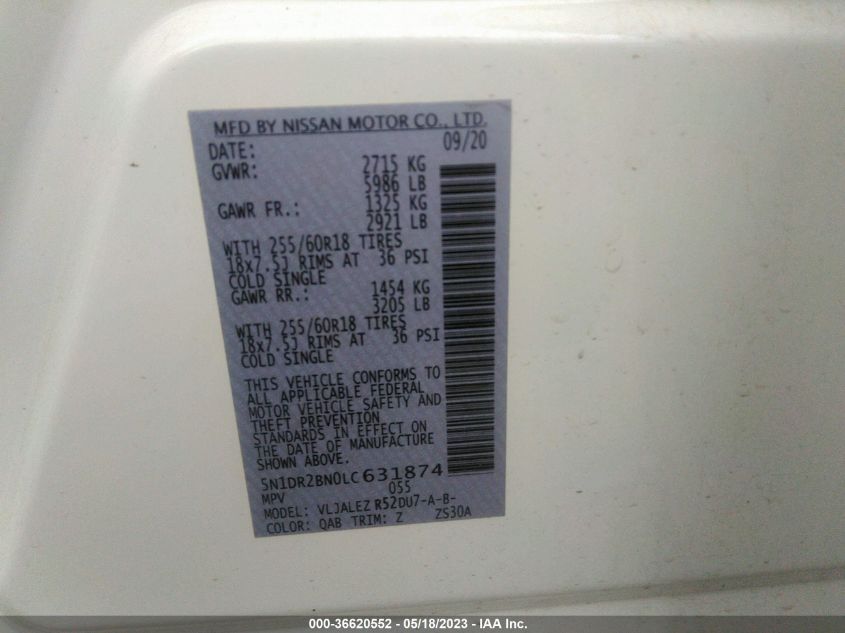 MFD BY NISSAN MOTOR CO., LTD.
DATE: 09/20
GVWR: 2715 KG
5986 LB
GAWR FR.: 1325 KG
2921 LB
WITH 255/60R18 TIRES
18x7.5J RIMS AT 36 PSI
COLD SINGLE
GAWR RR.: 1454 KG
3205 LB
WITH 255/60R18 TIRES
18x7.5J RIMS AT 36 PSI
COLD SINGLE
THIS VEHICLE CONFORMS TO
ALL APPLICABLE FEDERAL
MOTOR VEHICLE SAFETY AND
THEFT PREVENTION
STANDARDS IN EFFECT ON
THE DATE OF MANUFACTURE
SHOWN ABOVE.
5N1DR2BN0LC631874
MPV 055
MODEL: VLJALEZ R52DU7-A-B-
COLOR: QAB TRIM: Z ZS30A
000-36620552 - 05/18/2023 - IAA Inc.